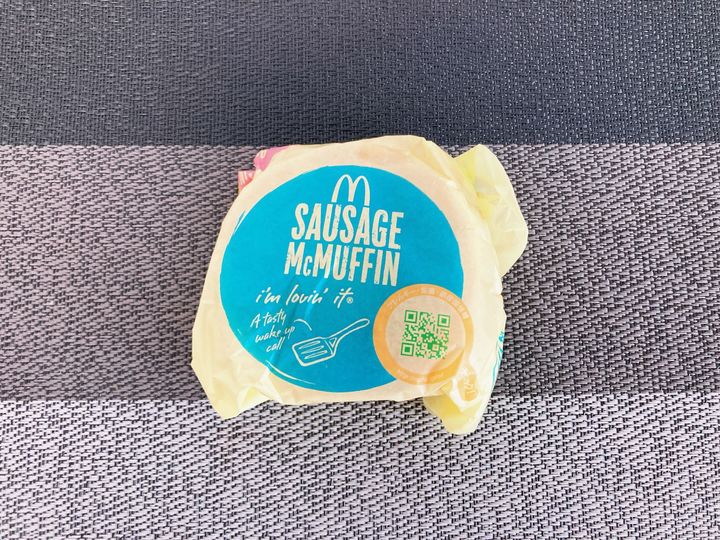 SAUSAGE
McMUFFIN
i'm lovin' it®
A tasty
wake up
call